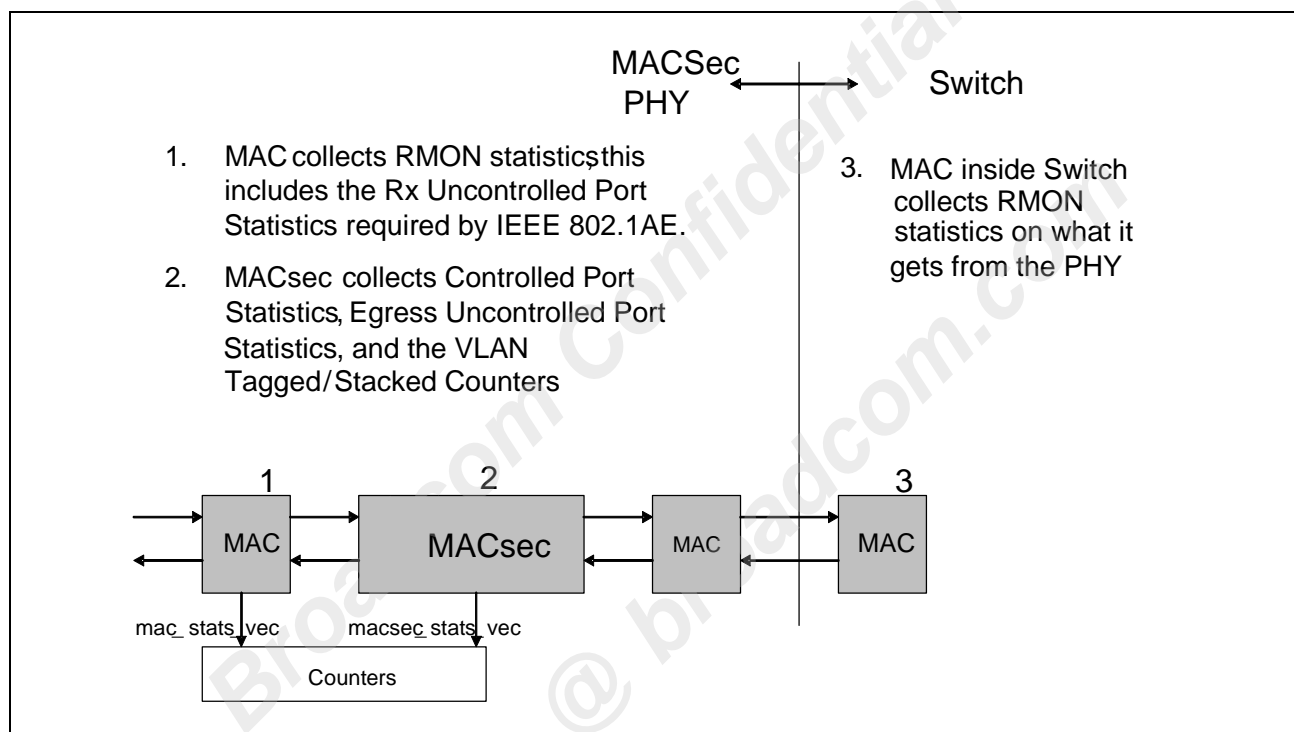 MACSec
PHY
Switch
1. MAC collects RMON statistics;this
includes the Rx Uncontrolled Port
Statistics required by IEEE 802.1AE.
2. MACsec collects Controlled Port
Statistics, Egress Uncontrolled Port
Statistics, and the VLAN
Tagged/Stacked Counters
3. MAC inside Switch
collects RMON
statistics on what it
gets from the PHY
1
2
3
MAC
MACsec
MAC
MAC
mac_stats_vec
macsec_stats_vec
Counters
Broadcom Confidential
@ broadcom.com